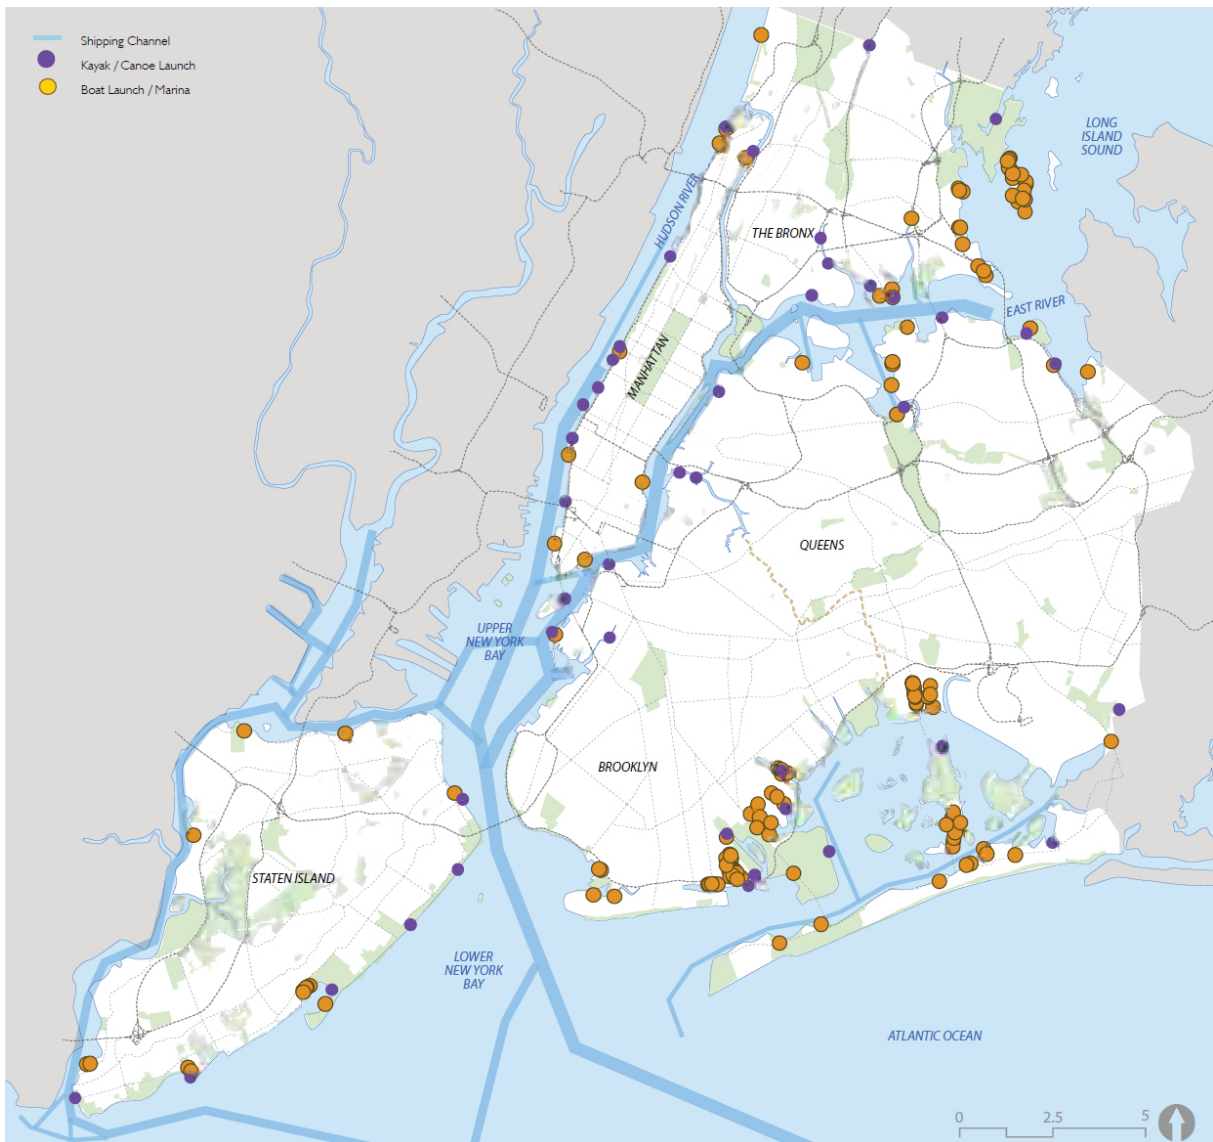 Shipping Channel
Kayak / Canoe Launch
Boat Launch / Marina
LONG
ISLAND
SOUND
HUDSON RIVER
THE BRONX
EAST RIVER
MANHATTAN
QUEENS
UPPER
NEW YORK
BAY
BROOKLYN
STATEN ISLAND
LOWER
NEW YORK
BAY
ATLANTIC OCEAN
0 2.5 5